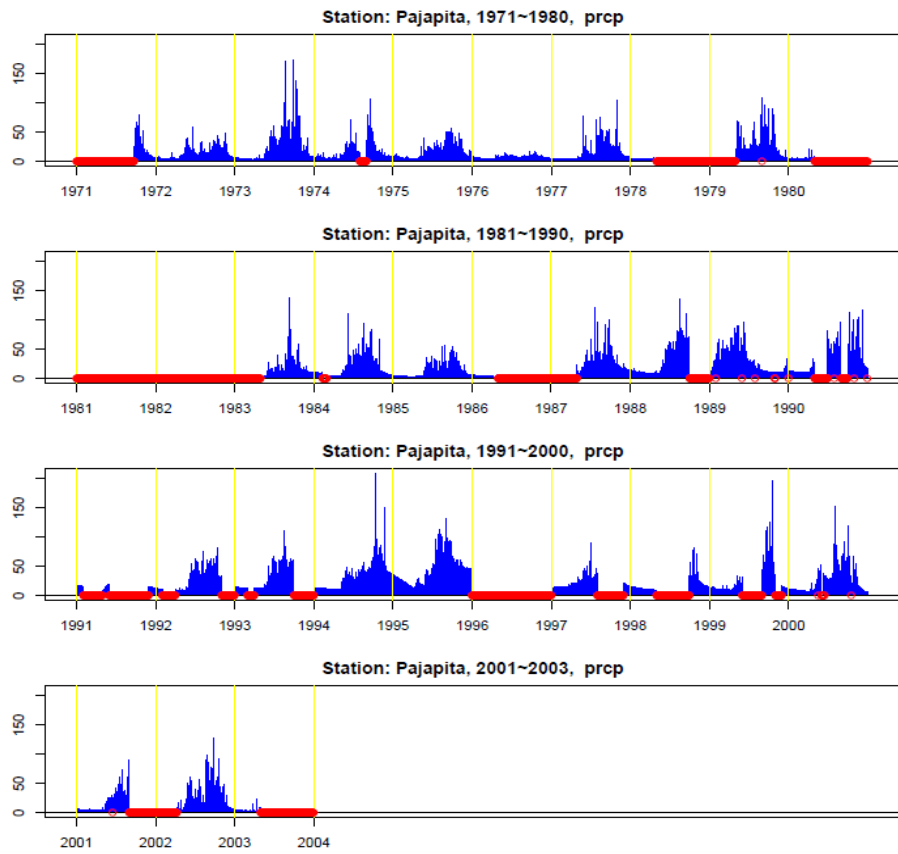 Station: Pajapita, 1971~1980, prcp
150
50
0
1971 1972 1973 1974 1975 1976 1977 1978 1979 1980
Station: Pajapita, 1981~1990, prcp
150
50
0
1981 1982 1983 1984 1985 1986 1987 1988 1989 1990
Station: Pajapita, 1991~2000, prcp
150
50
0
1991 1992 1993 1994 1995 1996 1997 1998 1999 2000
Station: Pajapita, 2001~2003, prcp
150
50
0
2001 2002 2003 2004